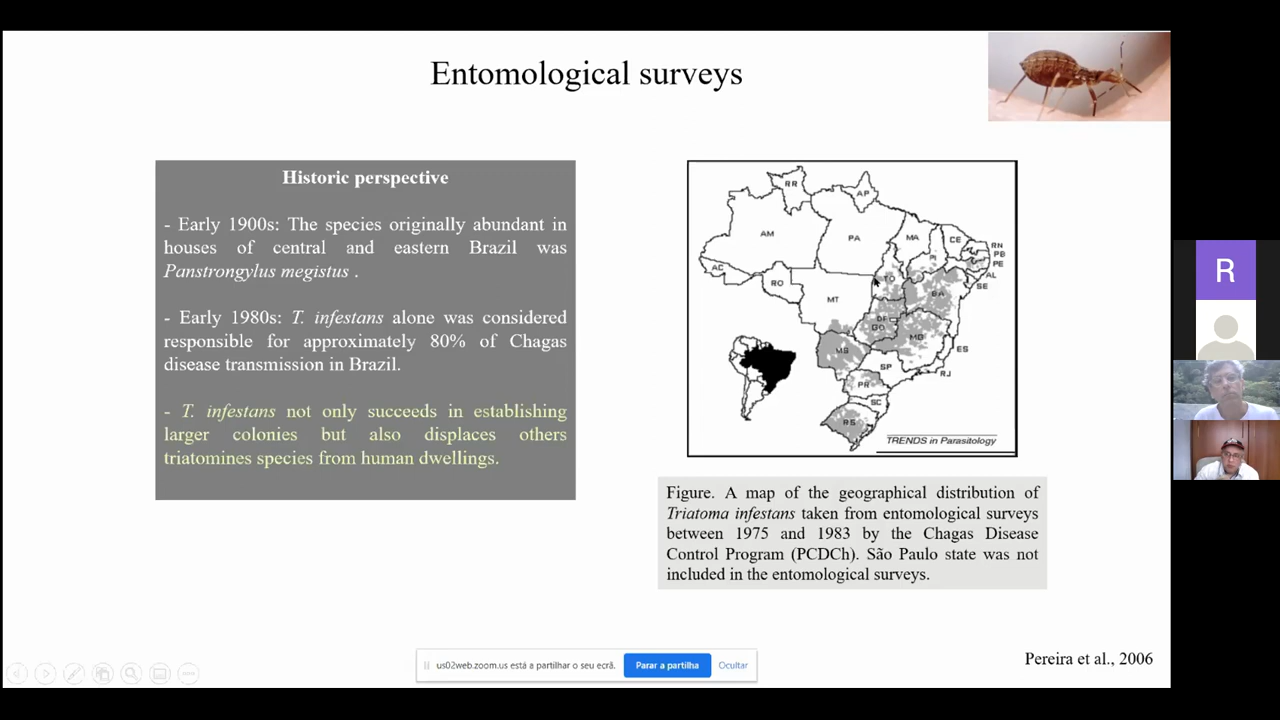 Entomological surveys
Historic perspective
- Early 1900s: The species originally abundant in
houses of central and eastern Brazil was
Panstrongylus megistus .
- Early 1980s: T. infestans alone was considered
responsible for approximately 80% of Chagas
disease transmission in Brazil.
- T. infestans not only succeeds in establishing
larger colonies but also displaces others
triatomines species from human dwellings.
RR
AP
AM
PA
MA
CE
RN
PB
PE
AL
SE
PI
AC
RO
TO
BA
MT
DF
GO
MG
ES
MS
SP
RJ
PR
SC
RS
TRENDS in Parasitology
Figure. A map of the geographical distribution of
Triatoma infestans taken from entomological surveys
between 1975 and 1983 by the Chagas Disease
Control Program (PCDCh). São Paulo state was not
included in the entomological surveys.
Pereira et al., 2006
us02web.zoom.us está a partilhar o seu ecrã.
Parar a partilha
Ocultar
R